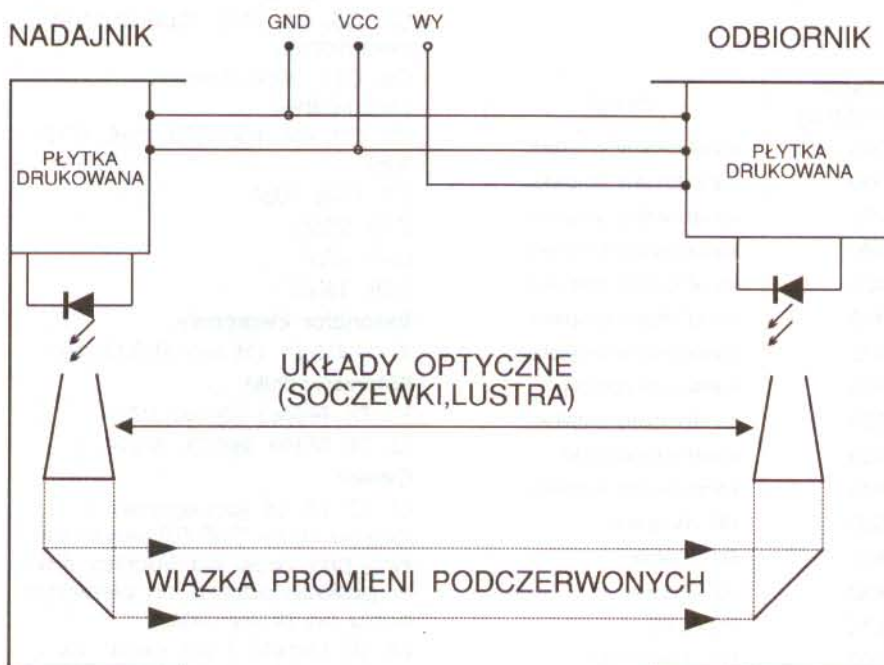 GND VCC WY
NADAJNIK ODBIORNIK
PŁYTKA
DRUKOWANA
PŁYTKA
DRUKOWANA
UKŁADY OPTYCZNE
(SOCZEWKI,LUSTRA)
WIĄZKA PROMIENI PODCZERWONYCH